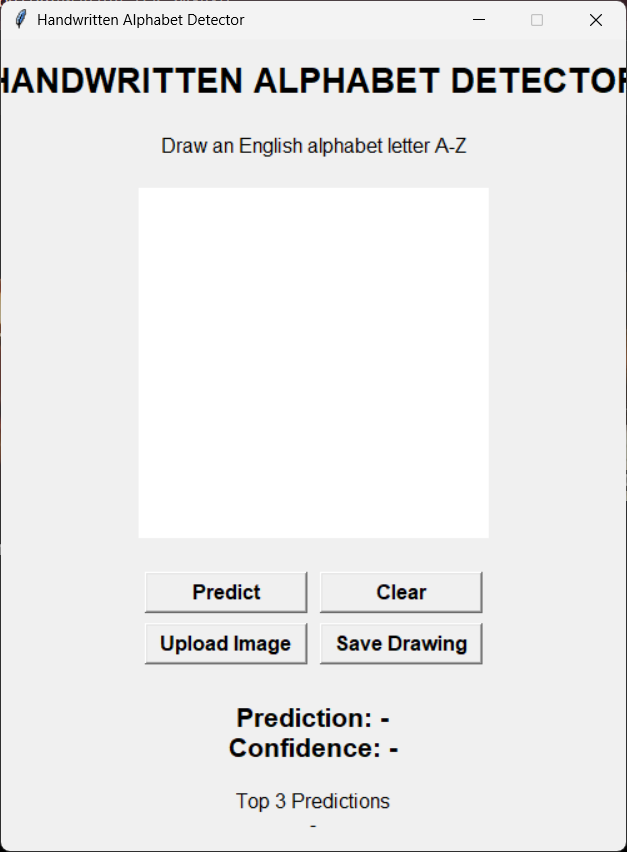 Handwritten Alphabet Detector
HANDWRITTEN ALPHABET DETECTOR
Draw an English alphabet letter A-Z
Predict
Clear
Upload Image
Save Drawing
Prediction: -
Confidence: -
Top 3 Predictions
-